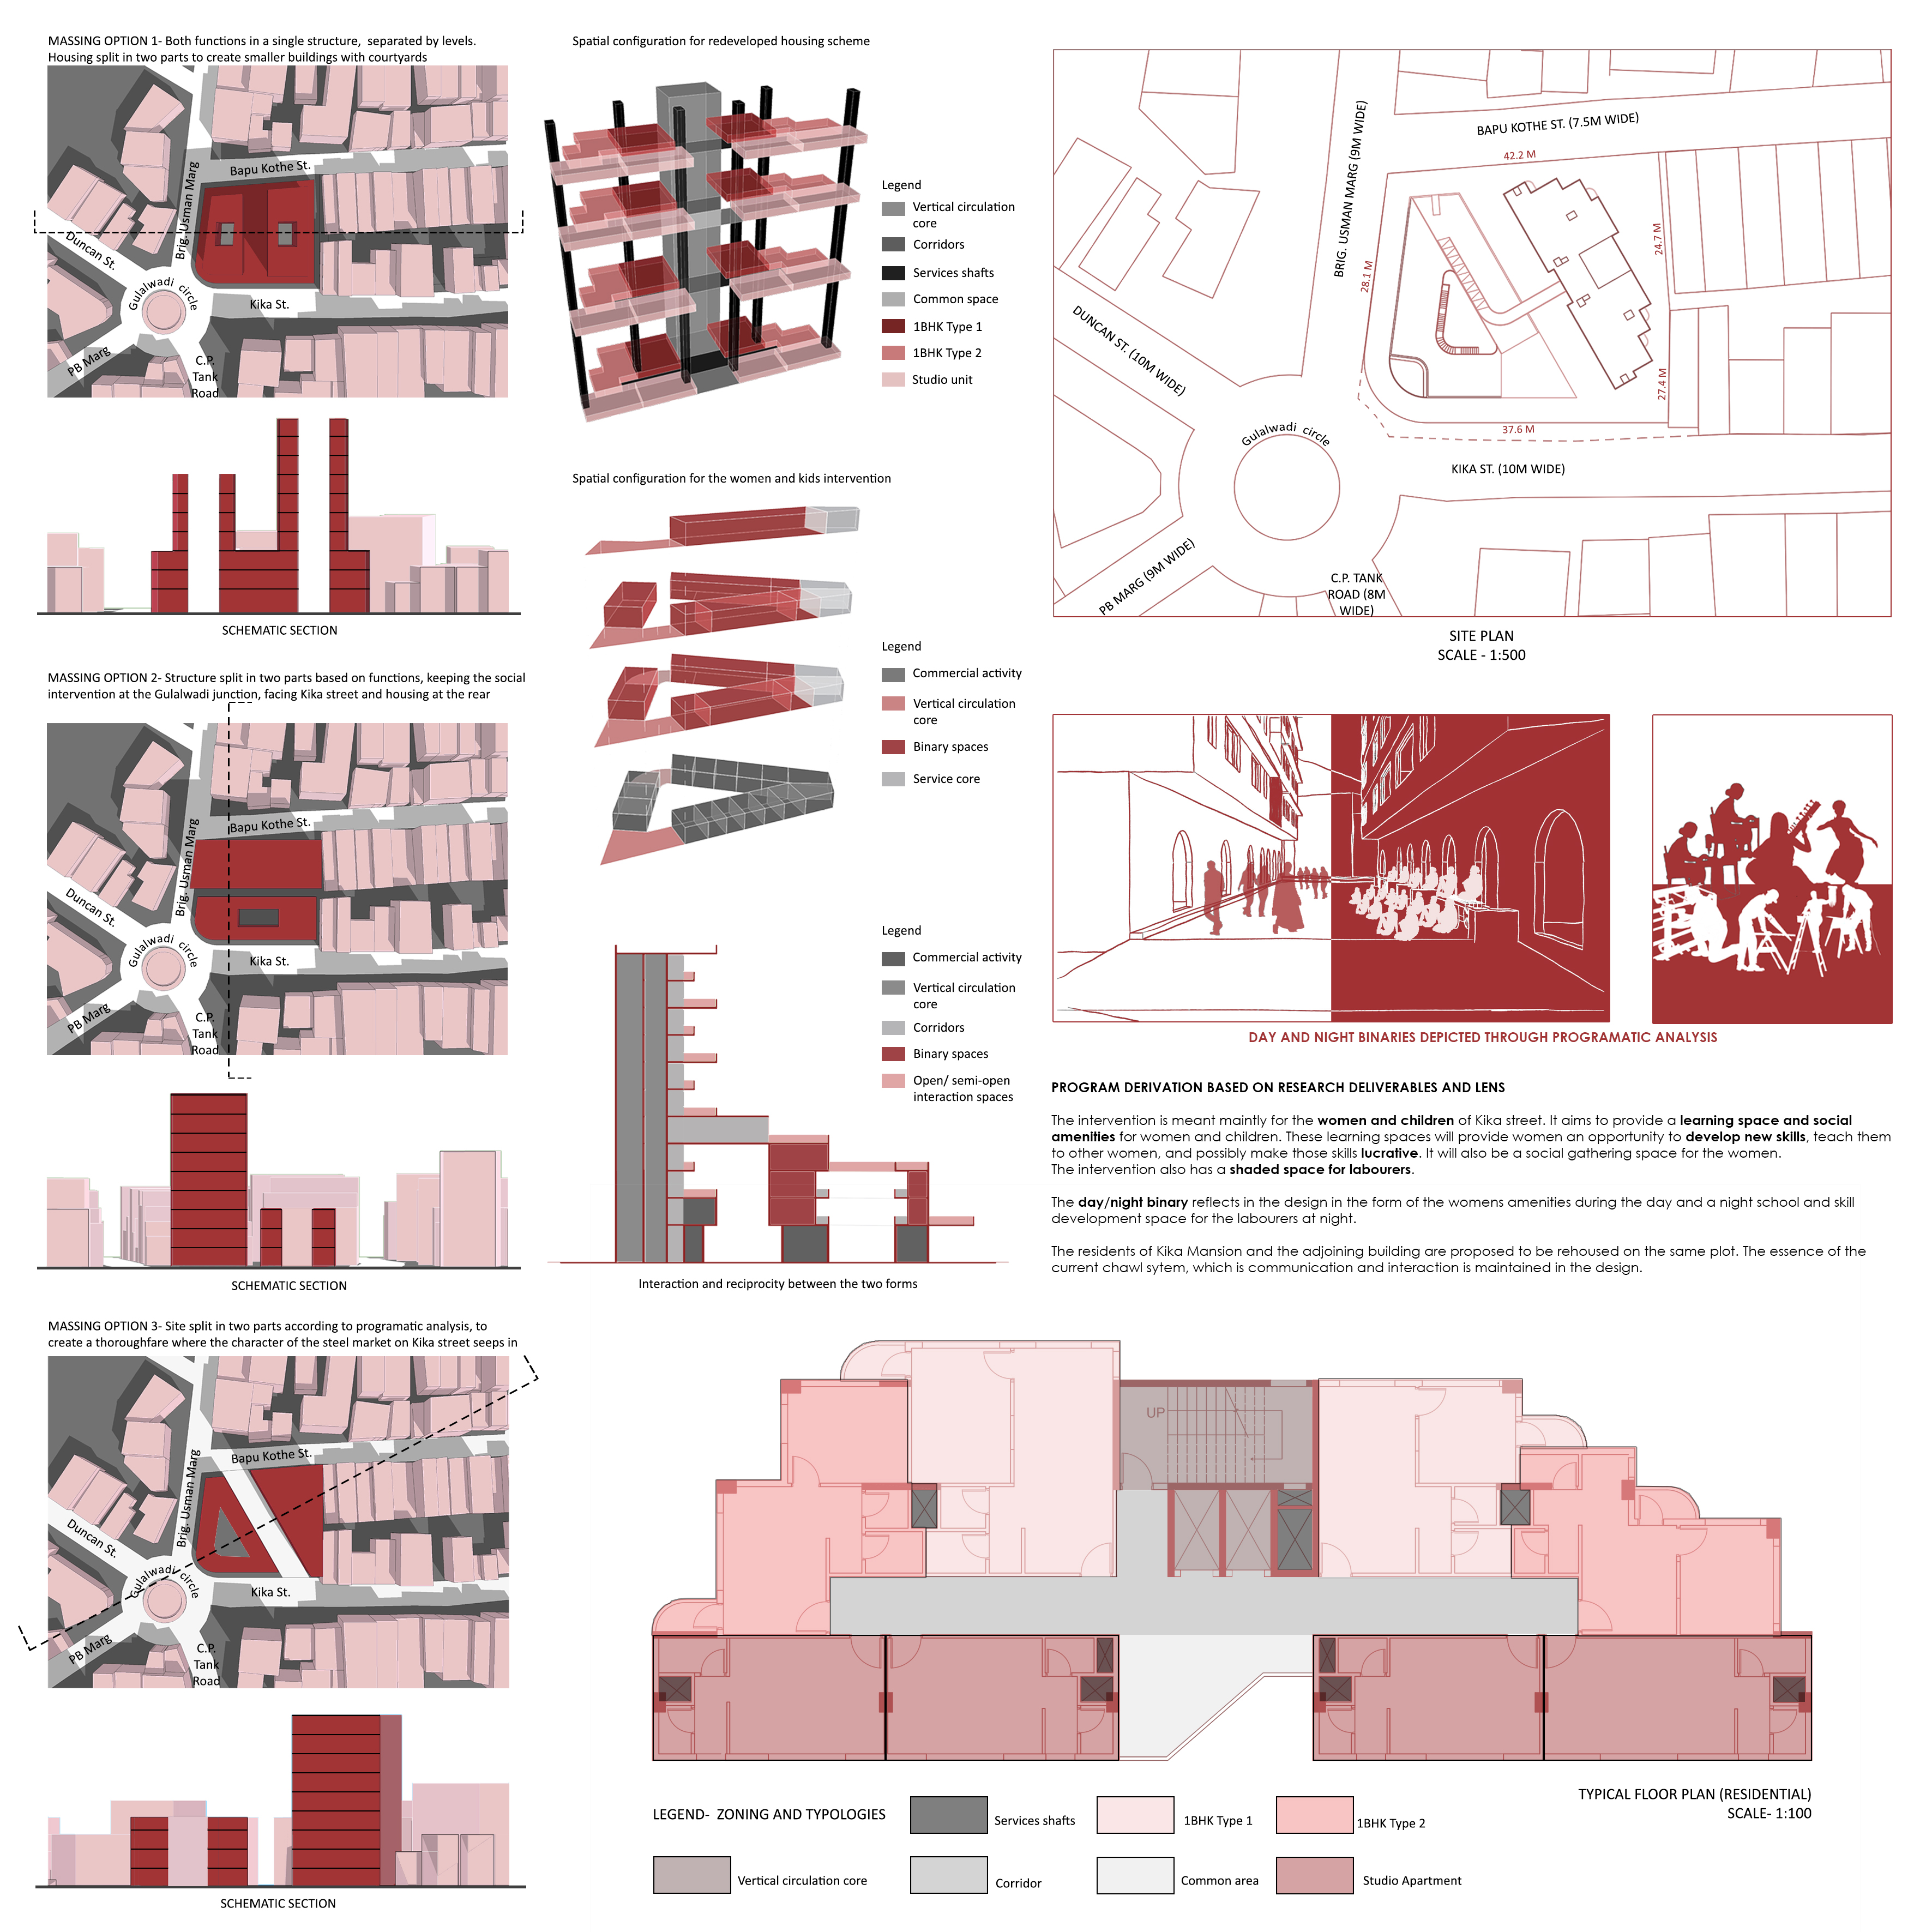 MASSING OPTION 1- Both functions in a single structure, separated by levels.
Housing split in two parts to create smaller buildings with courtyards
Bapu Kothe St.
Brig. Usman Marg
Duncan St.
Gulalwadi circle
Kika St.
PB Marg
C.P.
Tank
Road
SCHEMATIC SECTION
MASSING OPTION 2- Structure split in two parts based on functions, keeping the social
intervention at the Gulalwadi junction, facing Kika street and housing at the rear
Bapu Kothe St.
Brig. Usman Marg
Duncan St.
Gulalwadi circle
Kika St.
PB Marg
C.P.
Tank
Road
SCHEMATIC SECTION
MASSING OPTION 3- Site split in two parts according to programatic analysis, to
create a thoroughfare where the character of the steel market on Kika street seeps in
Bapu Kothe St.
Brig. Usman Marg
Duncan St.
Gulalwadi circle
Kika St.
PB Marg
C.P.
Tank
Road
SCHEMATIC SECTION
Spatial configuration for redeveloped housing scheme
Legend
Vertical circulation
core
Corridors
Services shafts
Common space
1BHK Type 1
1BHK Type 2
Studio unit
Spatial configuration for the women and kids intervention
Legend
Commercial activity
Vertical circulation
core
Binary spaces
Service core
Legend
Commercial activity
Vertical circulation
core
Corridors
Binary spaces
Open/ semi-open
interaction spaces
Interaction and reciprocity between the two forms
BAPU KOTHE ST. (7.5M WIDE)
BRIG. USMAN MARG (9M WIDE)
42.2 M
24.7 M
28.1 M
27.4 M
37.6 M
DUNCAN ST. (10M WIDE)
Gulalwadi circle
KIKA ST. (10M WIDE)
PB MARG (9M WIDE)
C.P. TANK
ROAD (8M
WIDE)
SITE PLAN
SCALE - 1:500
DAY AND NIGHT BINARIES DEPICTED THROUGH PROGRAMATIC ANALYSIS
PROGRAM DERIVATION BASED ON RESEARCH DELIVERABLES AND LENS
The intervention is meant mainly for the women and children of Kika street. It aims to provide a learning space and social
amenities for women and children. These learning spaces will provide women an opportunity to develop new skills, teach them
to other women, and possibly make those skills lucrative. It will also be a social gathering space for the women.
The intervention also has a shaded space for labourers.
The day/night binary reflects in the design in the form of the womens amenities during the day and a night school and skill
development space for the labourers at night.
The residents of Kika Mansion and the adjoining building are proposed to be rehoused on the same plot. The essence of the
current chawl sytem, which is communication and interaction is maintained in the design.
UP
TYPICAL FLOOR PLAN (RESIDENTIAL)
SCALE- 1:100
LEGEND- ZONING AND TYPOLOGIES
Services shafts
1BHK Type 1
1BHK Type 2
Vertical circulation core
Corridor
Common area
Studio Apartment